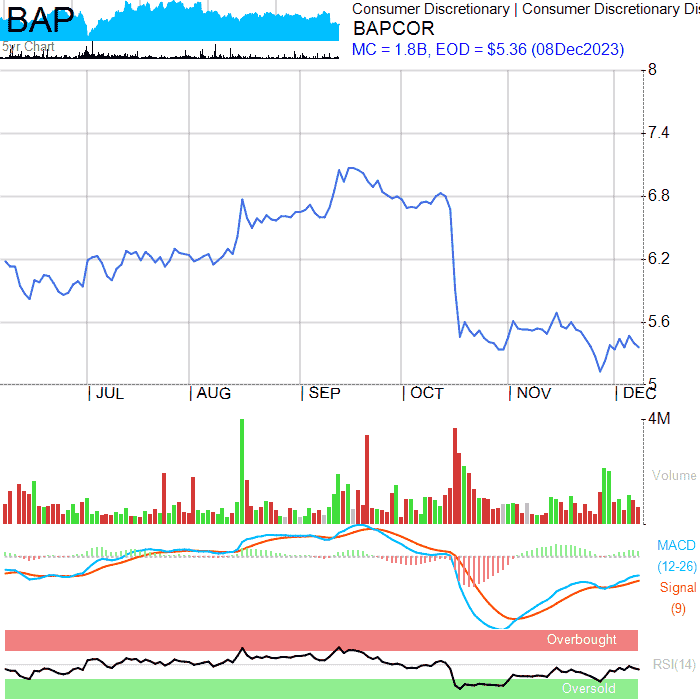 BAP
5yr Chart
Consumer Discretionary | Consumer Discretionary Dis
BAPCOR
MC = 1.8B, EOD = $5.36 (08Dec2023)
8
7.4
6.8
6.2
5.6
5
JUL AUG SEP OCT NOV DEC
4M
Volume
MACD
(12-26)
Signal
(9)
Overbought
RSI(14)
Oversold